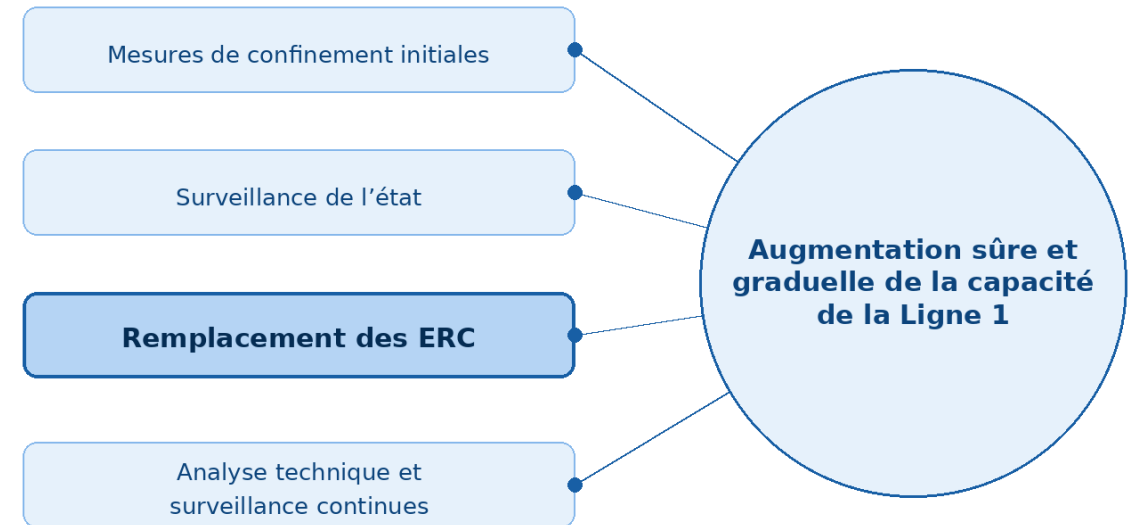 Mesures de confinement initiales
Surveillance de l’état
Remplacement des ERC
Analyse technique et
surveillance continues
Augmentation sûre et
graduelle de la capacité
de la Ligne 1